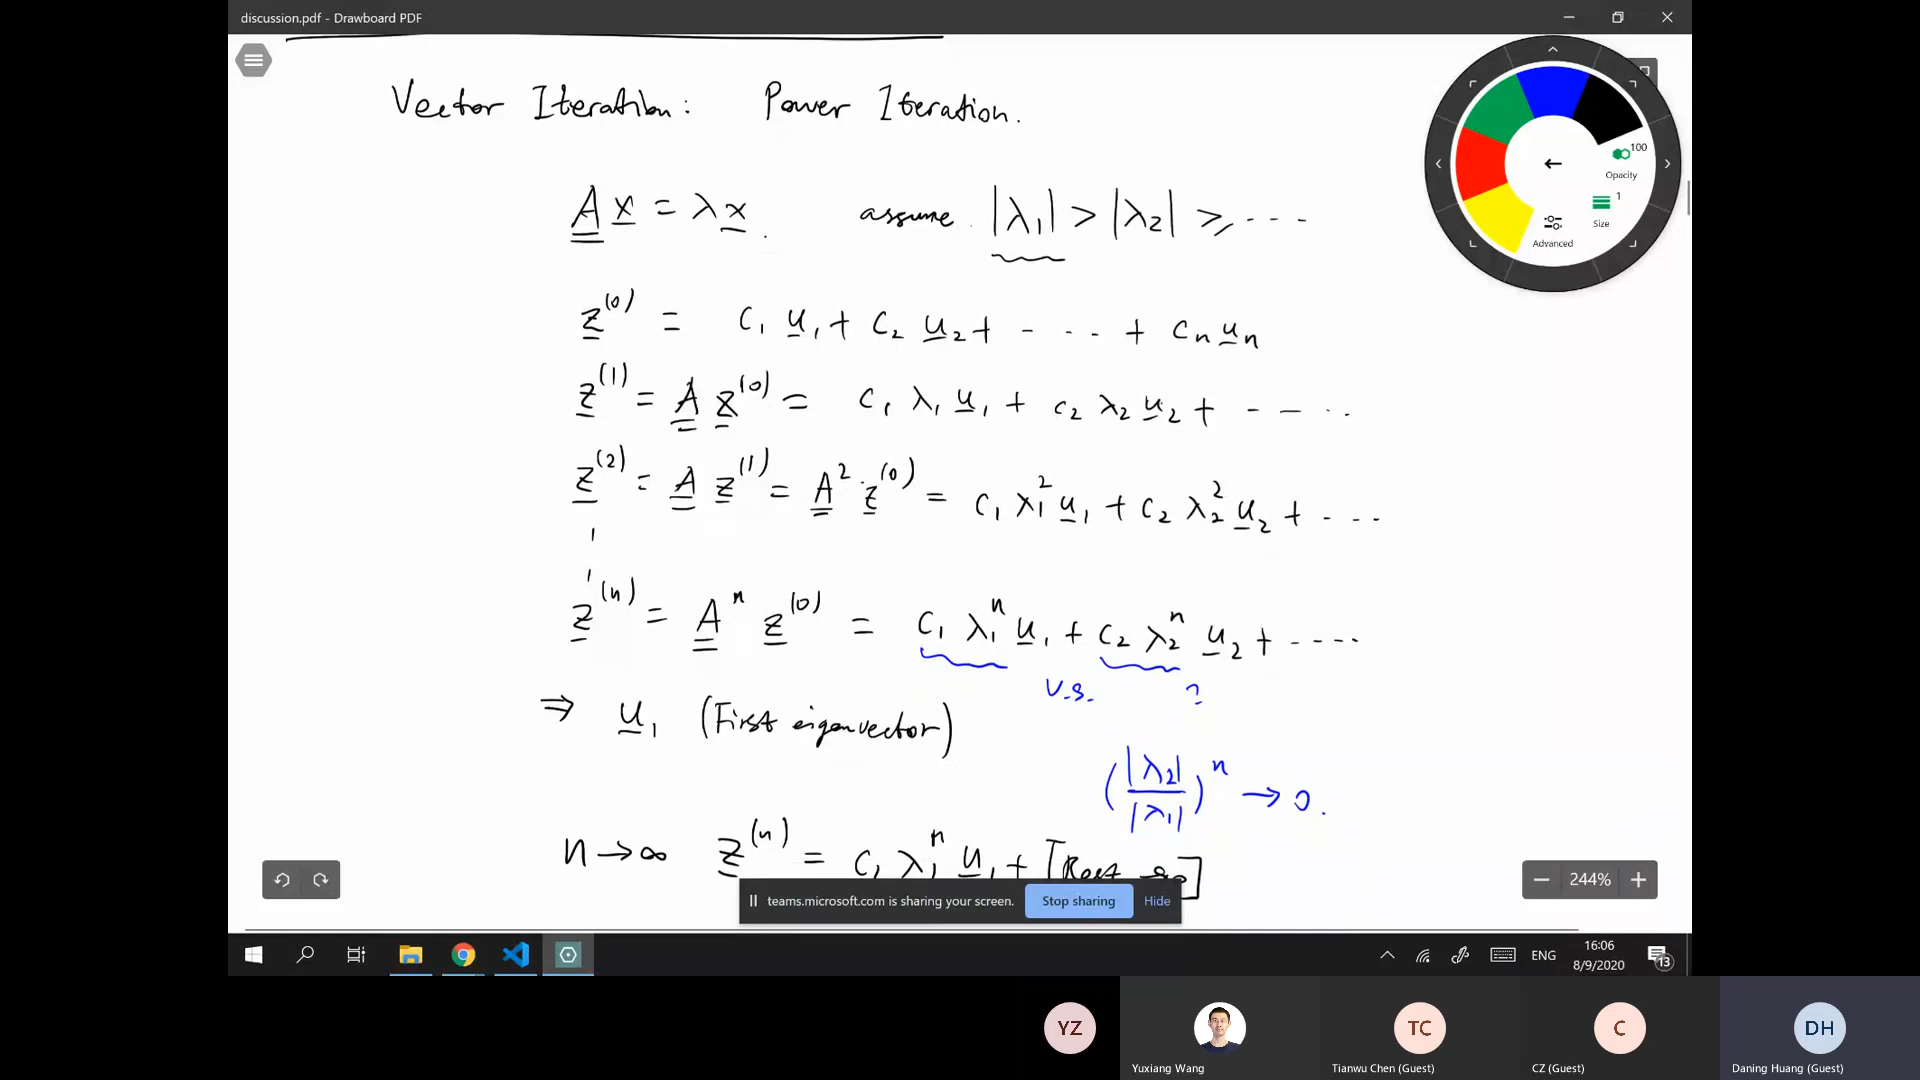 discussion.pdf - Drawboard PDF
Vector Iteration: Power Iteration.
A x = λ x . assume |λ₁| > |λ₂| ⩾ ...
z⁽⁰⁾ = c₁ u₁ + c₂ u₂ + - ... + cₙ uₙ
z⁽¹⁾ = A z⁽⁰⁾ = c₁ λ₁ u₁ + c₂ λ₂ u₂ + ....
z⁽²⁾ = A z⁽¹⁾ = A² · z⁽⁰⁾ = c₁ λ₁² u₁ + c₂ λ₂² u₂ + ...
z⁽ⁿ⁾ = Aⁿ z⁽⁰⁾ = c₁ λ₁ⁿ u₁ + c₂ λ₂ⁿ u₂ + ....
v.s. ?
⇒ u₁ (First eigenvector)
(|λ₂| / |λ₁|)ⁿ → 0.
n → ∞ z⁽ⁿ⁾ = c₁ λ₁ⁿ u₁ + [Rest →0]
100
Opacity
1
Size
Advanced
244%
teams.microsoft.com is sharing your screen. Stop sharing Hide
ENG
16:06
8/9/2020
13
YZ
TC
C
DH
Yuxiang Wang
Tianwu Chen (Guest)
CZ (Guest)
Daning Huang (Guest)